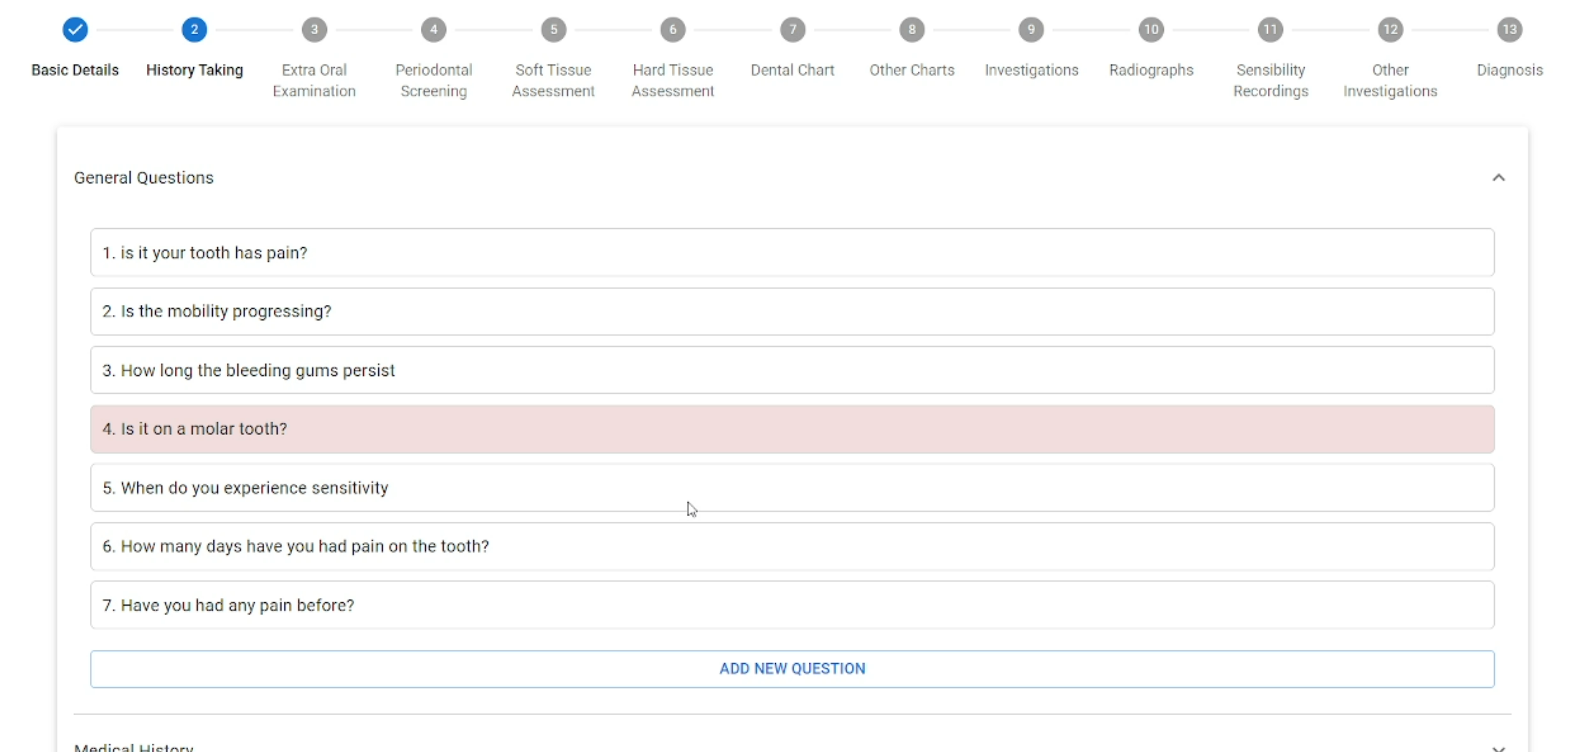 2 3 4 5 6 7 8 9 10 11 12 13
Basic Details History Taking Extra Oral Examination Periodontal Screening Soft Tissue Assessment Hard Tissue Assessment Dental Chart Other Charts Investigations Radiographs Sensibility Recordings Other Investigations Diagnosis
General Questions
1. is it your tooth has pain?
2. Is the mobility progressing?
3. How long the bleeding gums persist
4. Is it on a molar tooth?
5. When do you experience sensitivity
6. How many days have you had pain on the tooth?
7. Have you had any pain before?
ADD NEW QUESTION
Medical History